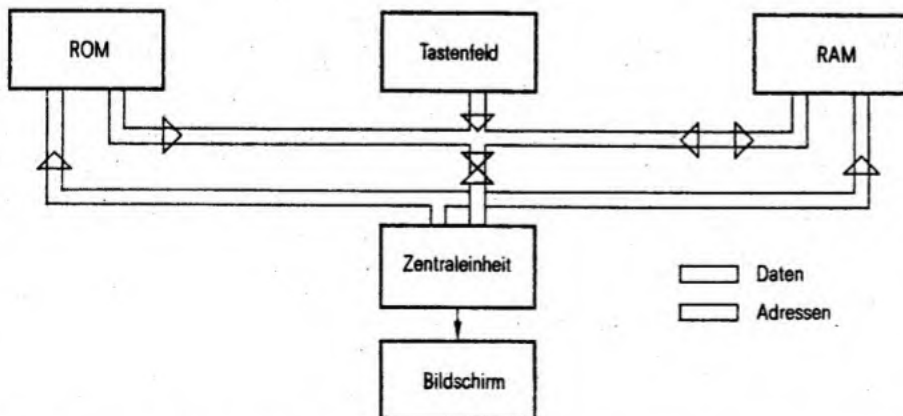 ROM
Tastenfeld
RAM
Zentraleinheit
Daten
Adressen
Bildschirm